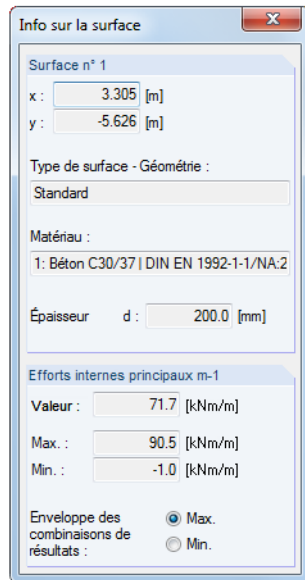 Info sur la surface
Surface n° 1
x : 3.305 [m]
y : -5.626 [m]
Type de surface - Géométrie :
Standard
Matériau :
1: Béton C30/37 | DIN EN 1992-1-1/NA:2
Épaisseur d : 200.0 [mm]
Efforts internes principaux m-1
Valeur : 71.7 [kNm/m]
Max. : 90.5 [kNm/m]
Min. : -1.0 [kNm/m]
Enveloppe des Max.
combinaisons de
résultats : Min.